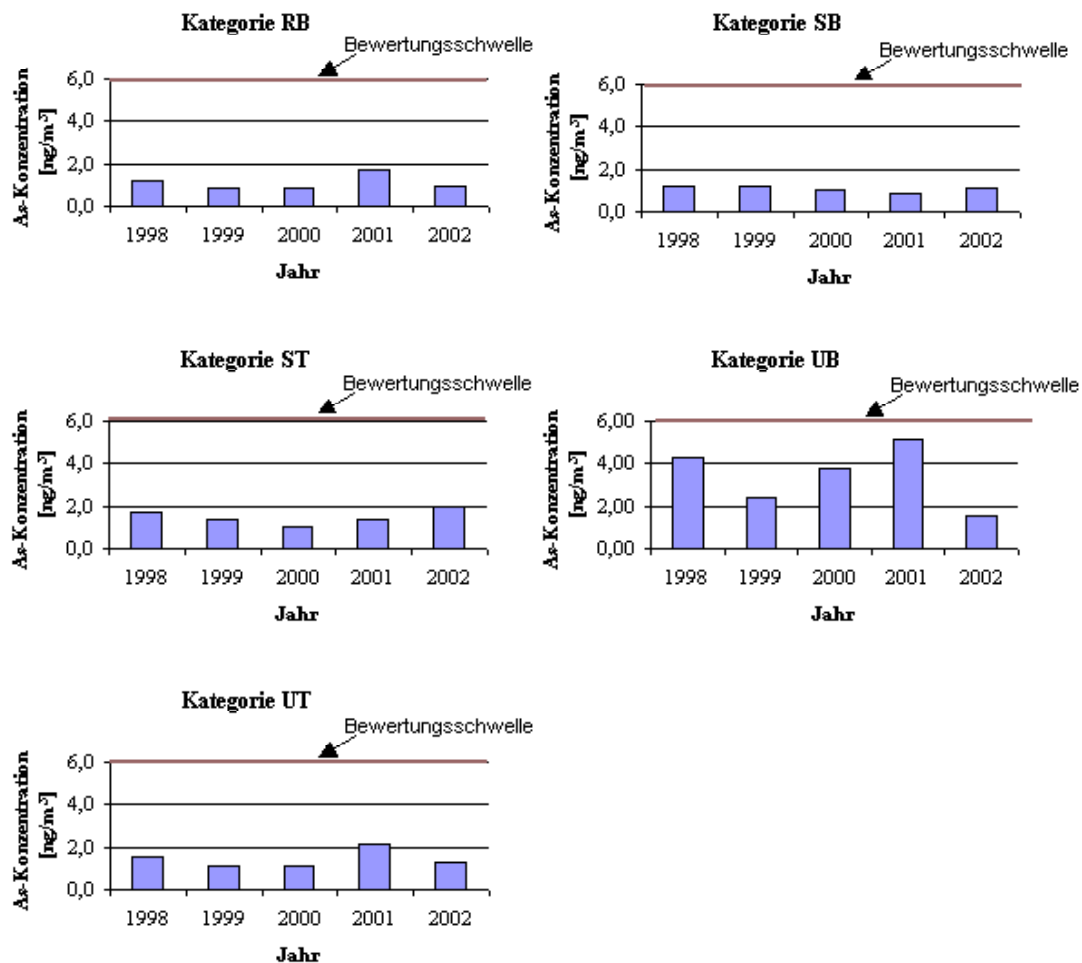 Kategorie RB
Bewertungsschwelle
As-Konzentration
[ng/m³]
6,0
4,0
2,0
0,0
1998 1999 2000 2001 2002
Jahr
Kategorie SB
Bewertungsschwelle
As-Konzentration
[ng/m³]
6,0
4,0
2,0
0,0
1998 1999 2000 2001 2002
Jahr
Kategorie ST
Bewertungsschwelle
As-Konzentration
[ng/m³]
6,0
4,0
2,0
0,0
1998 1999 2000 2001 2002
Jahr
Kategorie UB
Bewertungsschwelle
As-Konzentration
[ng/m³]
6,00
4,00
2,00
0,00
1998 1999 2000 2001 2002
Jahr
Kategorie UT
Bewertungsschwelle
As-Konzentration
[ng/m³]
6,0
4,0
2,0
0,0
1998 1999 2000 2001 2002
Jahr